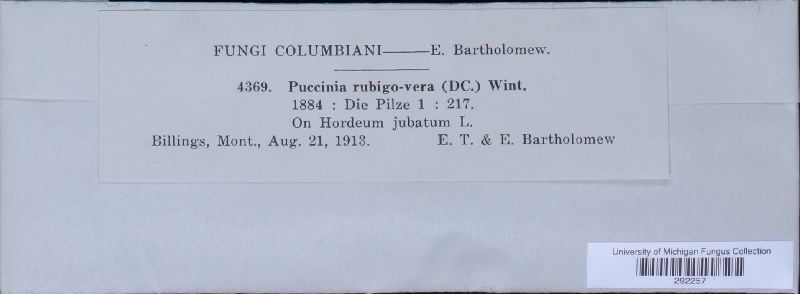 FUNGI COLUMBIANI———E. Bartholomew.
4369. Puccinia rubigo-vera (DC.) Wint.
1884 : Die Pilze 1 : 217.
On Hordeum jubatum L.
Billings, Mont., Aug. 21, 1913. E. T. & E. Bartholomew
University of Michigan Fungus Collection
292257